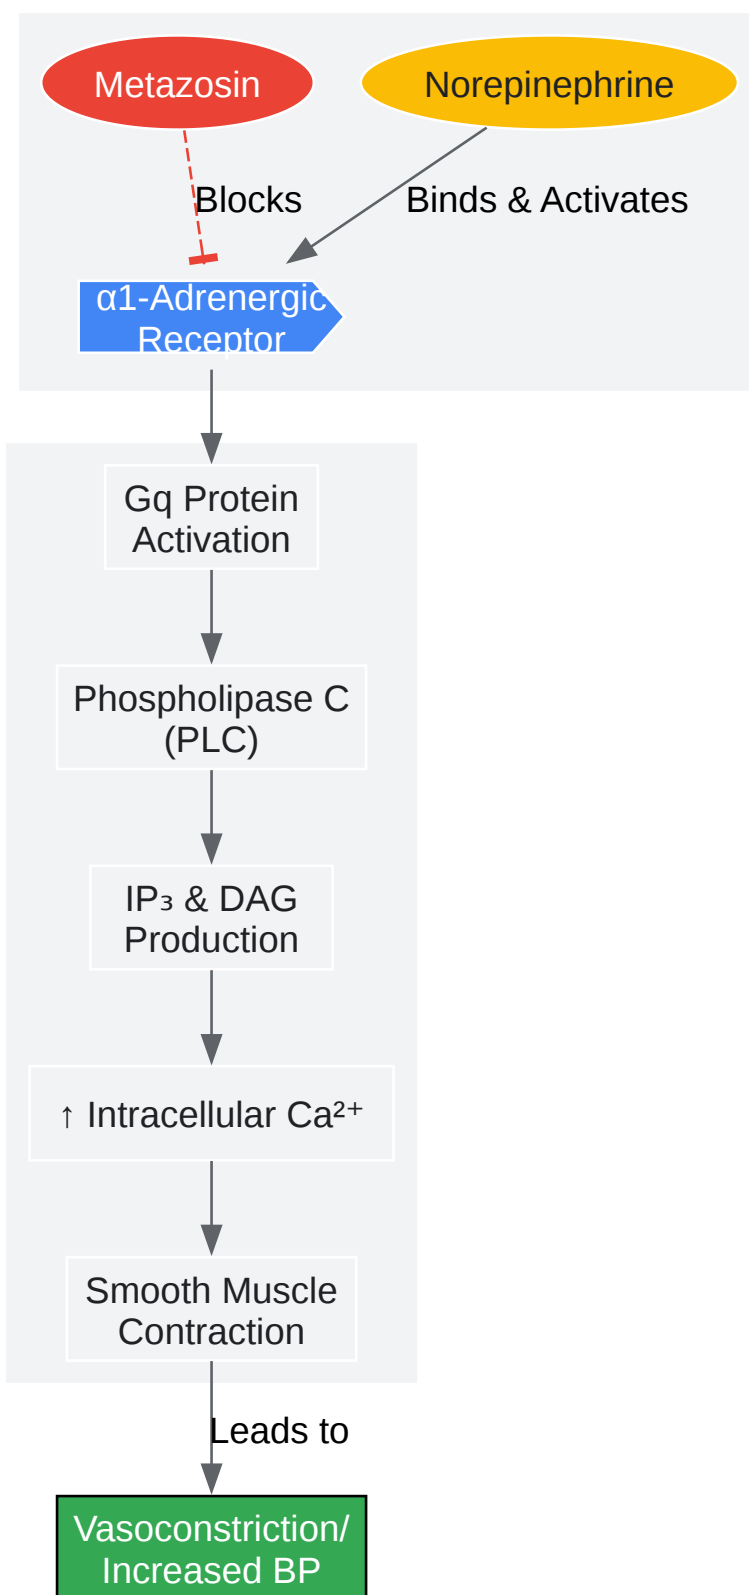 Metazosin
Norepinephrine
Blocks
Binds & Activates
α1-Adrenergic
Receptor
Gq Protein
Activation
Phospholipase C
(PLC)
IP₃ & DAG
Production
↑ Intracellular Ca²⁺
Smooth Muscle
Contraction
Leads to
Vasoconstriction/
Increased BP